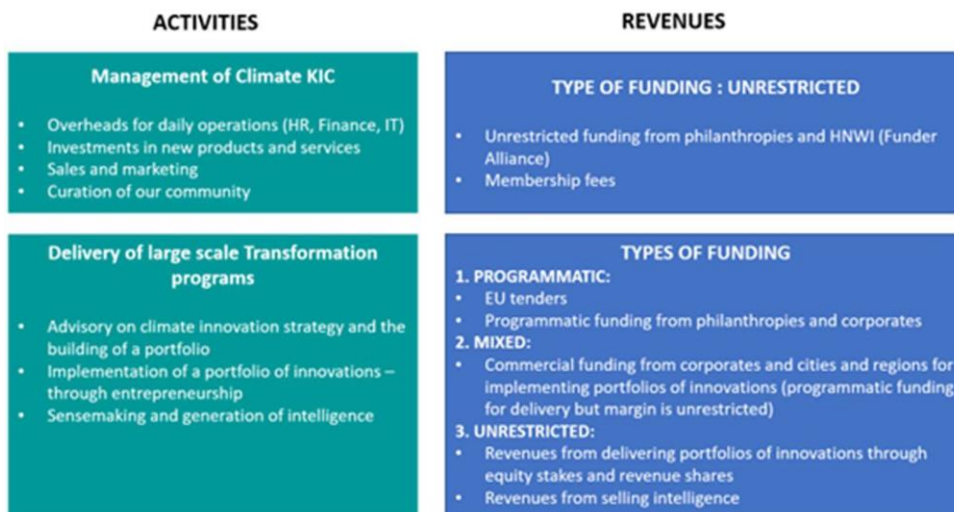 ACTIVITIES
REVENUES
Management of Climate KIC
• Overheads for daily operations (HR, Finance, IT)
• Investments in new products and services
• Sales and marketing
• Curation of our community
TYPE OF FUNDING : UNRESTRICTED
• Unrestricted funding from philanthropies and HNWI (Funder
Alliance)
• Membership fees
Delivery of large scale Transformation
programs
• Advisory on climate innovation strategy and the
building of a portfolio
• Implementation of a portfolio of innovations –
through entrepreneurship
• Sensemaking and generation of intelligence
TYPES OF FUNDING
1. PROGRAMMATIC:
• EU tenders
• Programmatic funding from philanthropies and corporates
2. MIXED:
• Commercial funding from corporates and cities and regions for
implementing portfolios of innovations (programmatic funding
for delivery but margin is unrestricted)
3. UNRESTRICTED:
• Revenues from delivering portfolios of innovations through
equity stakes and revenue shares
• Revenues from selling intelligence